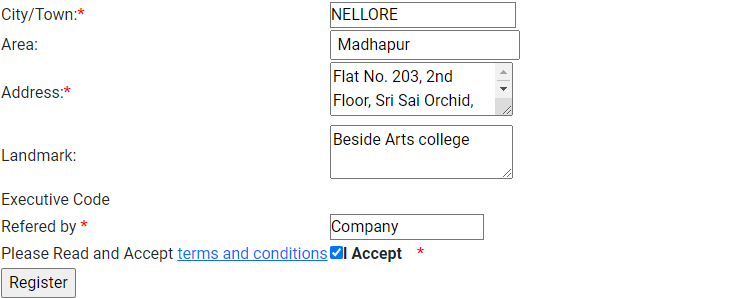 City/Town:* NELLORE
Area: Madhapur
Address:* Flat No. 203, 2nd
Floor, Sri Sai Orchid,
Landmark: Beside Arts college
Executive Code
Refered by * Company
Please Read and Accept terms and conditions I Accept *
Register